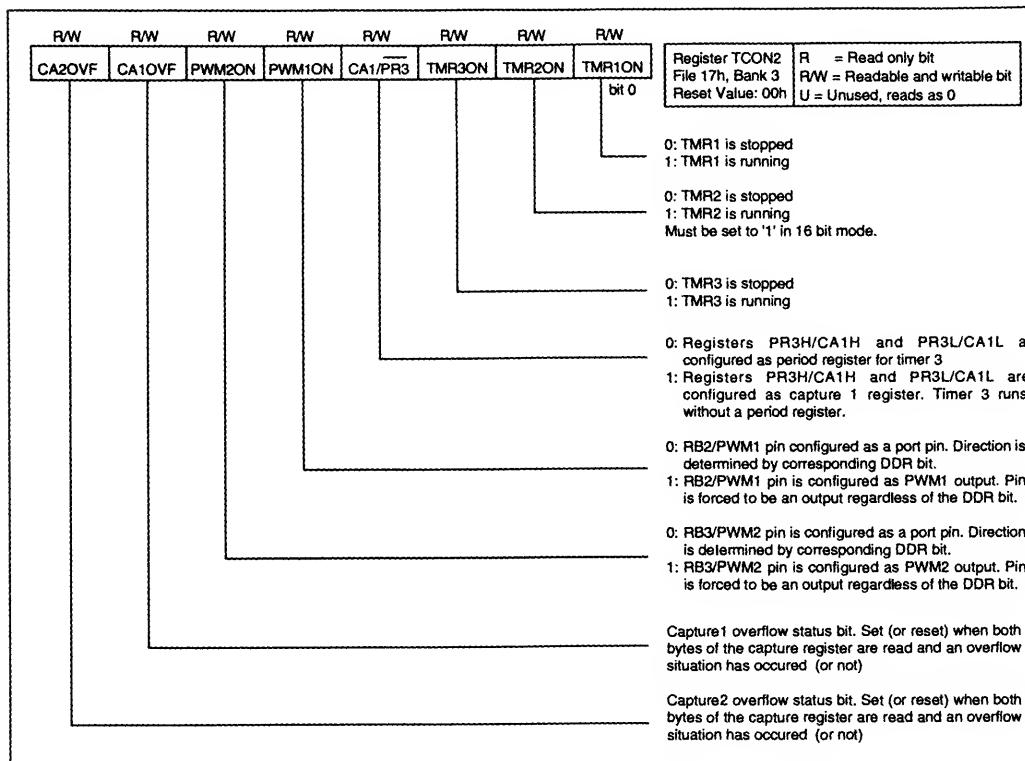 R/W R/W R/W R/W R/W R/W R/W R/W
CA2OVF CA1OVF PWM2ON PWM1ON CA1/PR3 TMR3ON TMR2ON TMR1ON
bit 0
Register TCON2
File 17h, Bank 3
Reset Value: 00h
R = Read only bit
R/W = Readable and writable bit
U = Unused, reads as 0
0: TMR1 is stopped
1: TMR1 is running
0: TMR2 is stopped
1: TMR2 is running
Must be set to '1' in 16 bit mode.
0: TMR3 is stopped
1: TMR3 is running
0: Registers PR3H/CA1H and PR3L/CA1L
configured as period register for timer 3
1: Registers PR3H/CA1H and PR3L/CA1L are
configured as capture 1 register. Timer 3 runs
without a period register.
0: RB2/PWM1 pin configured as a port pin. Direction is
determined by corresponding DDR bit.
1: RB2/PWM1 pin is configured as PWM1 output. Pin
is forced to be an output regardless of the DDR bit.
0: RB3/PWM2 pin is configured as a port pin. Direction
is determined by corresponding DDR bit.
1: RB3/PWM2 pin is configured as PWM2 output. Pin
is forced to be an output regardless of the DDR bit.
Capture1 overflow status bit. Set (or reset) when both
bytes of the capture register are read and an overflow
situation has occured (or not)
Capture2 overflow status bit. Set (or reset) when both
bytes of the capture register are read and an overflow
situation has occured (or not)